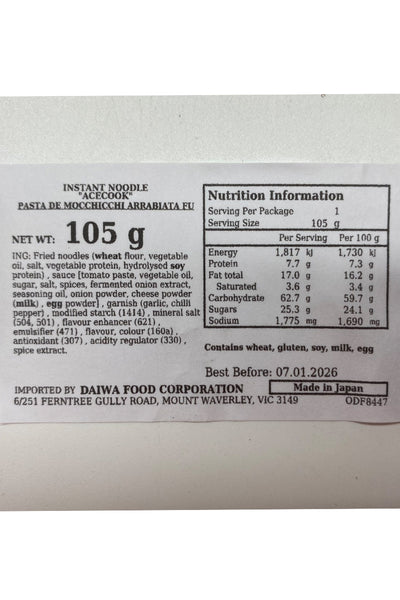 INSTANT NOODLE
"ACECOOK"
PASTA DE MOCCHICCHI ARRABIATA FU
NET WT: 105 g
ING: Fried noodles (wheat flour, vegetable
oil, salt, vegetable protein, hydrolysed soy
protein) , sauce [tomato paste, vegetable oil,
sugar, salt, spices, fermented onion extract,
seasoning oil, onion powder, cheese powder
(milk) , egg powder] , garnish (garlic, chilli
pepper) , modified starch (1414) , mineral salt
(504, 501) , flavour enhancer (621) ,
emulsifier (471) , flavour, colour (160a) ,
antioxidant (307) , acidity regulator (330) ,
spice extract.
Nutrition Information
Serving Per Package 1
Serving Size 105 g
Per Serving Per 100 g
Energy 1,817 kJ 1,730 kJ
Protein 7.7 g 7.3 g
Fat total 17.0 g 16.2 g
Saturated 3.6 g 3.4 g
Carbohydrate 62.7 g 59.7 g
Sugars 25.3 g 24.1 g
Sodium 1,775 mg 1,690 mg
Contains wheat, gluten, soy, milk, egg
Best Before: 07.01.2026
IMPORTED BY DAIWA FOOD CORPORATION Made in Japan
6/251 FERNTREE GULLY ROAD, MOUNT WAVERLEY, VIC 3149 ODF8447